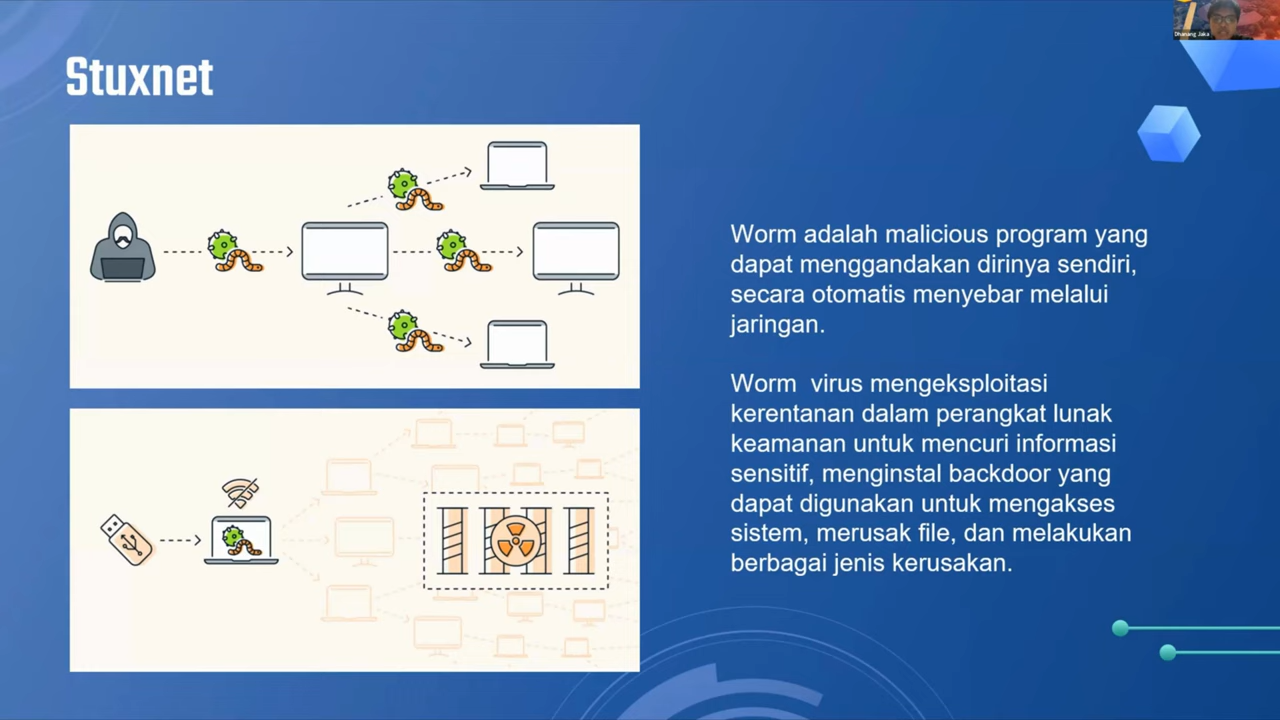 Dhanang Jaka
Stuxnet
Worm adalah malicious program yang
dapat menggandakan dirinya sendiri,
secara otomatis menyebar melalui
jaringan.
Worm  virus mengeksploitasi
kerentanan dalam perangkat lunak
keamanan untuk mencuri informasi
sensitif, menginstal backdoor yang
dapat digunakan untuk mengakses
sistem, merusak file, dan melakukan
berbagai jenis kerusakan.